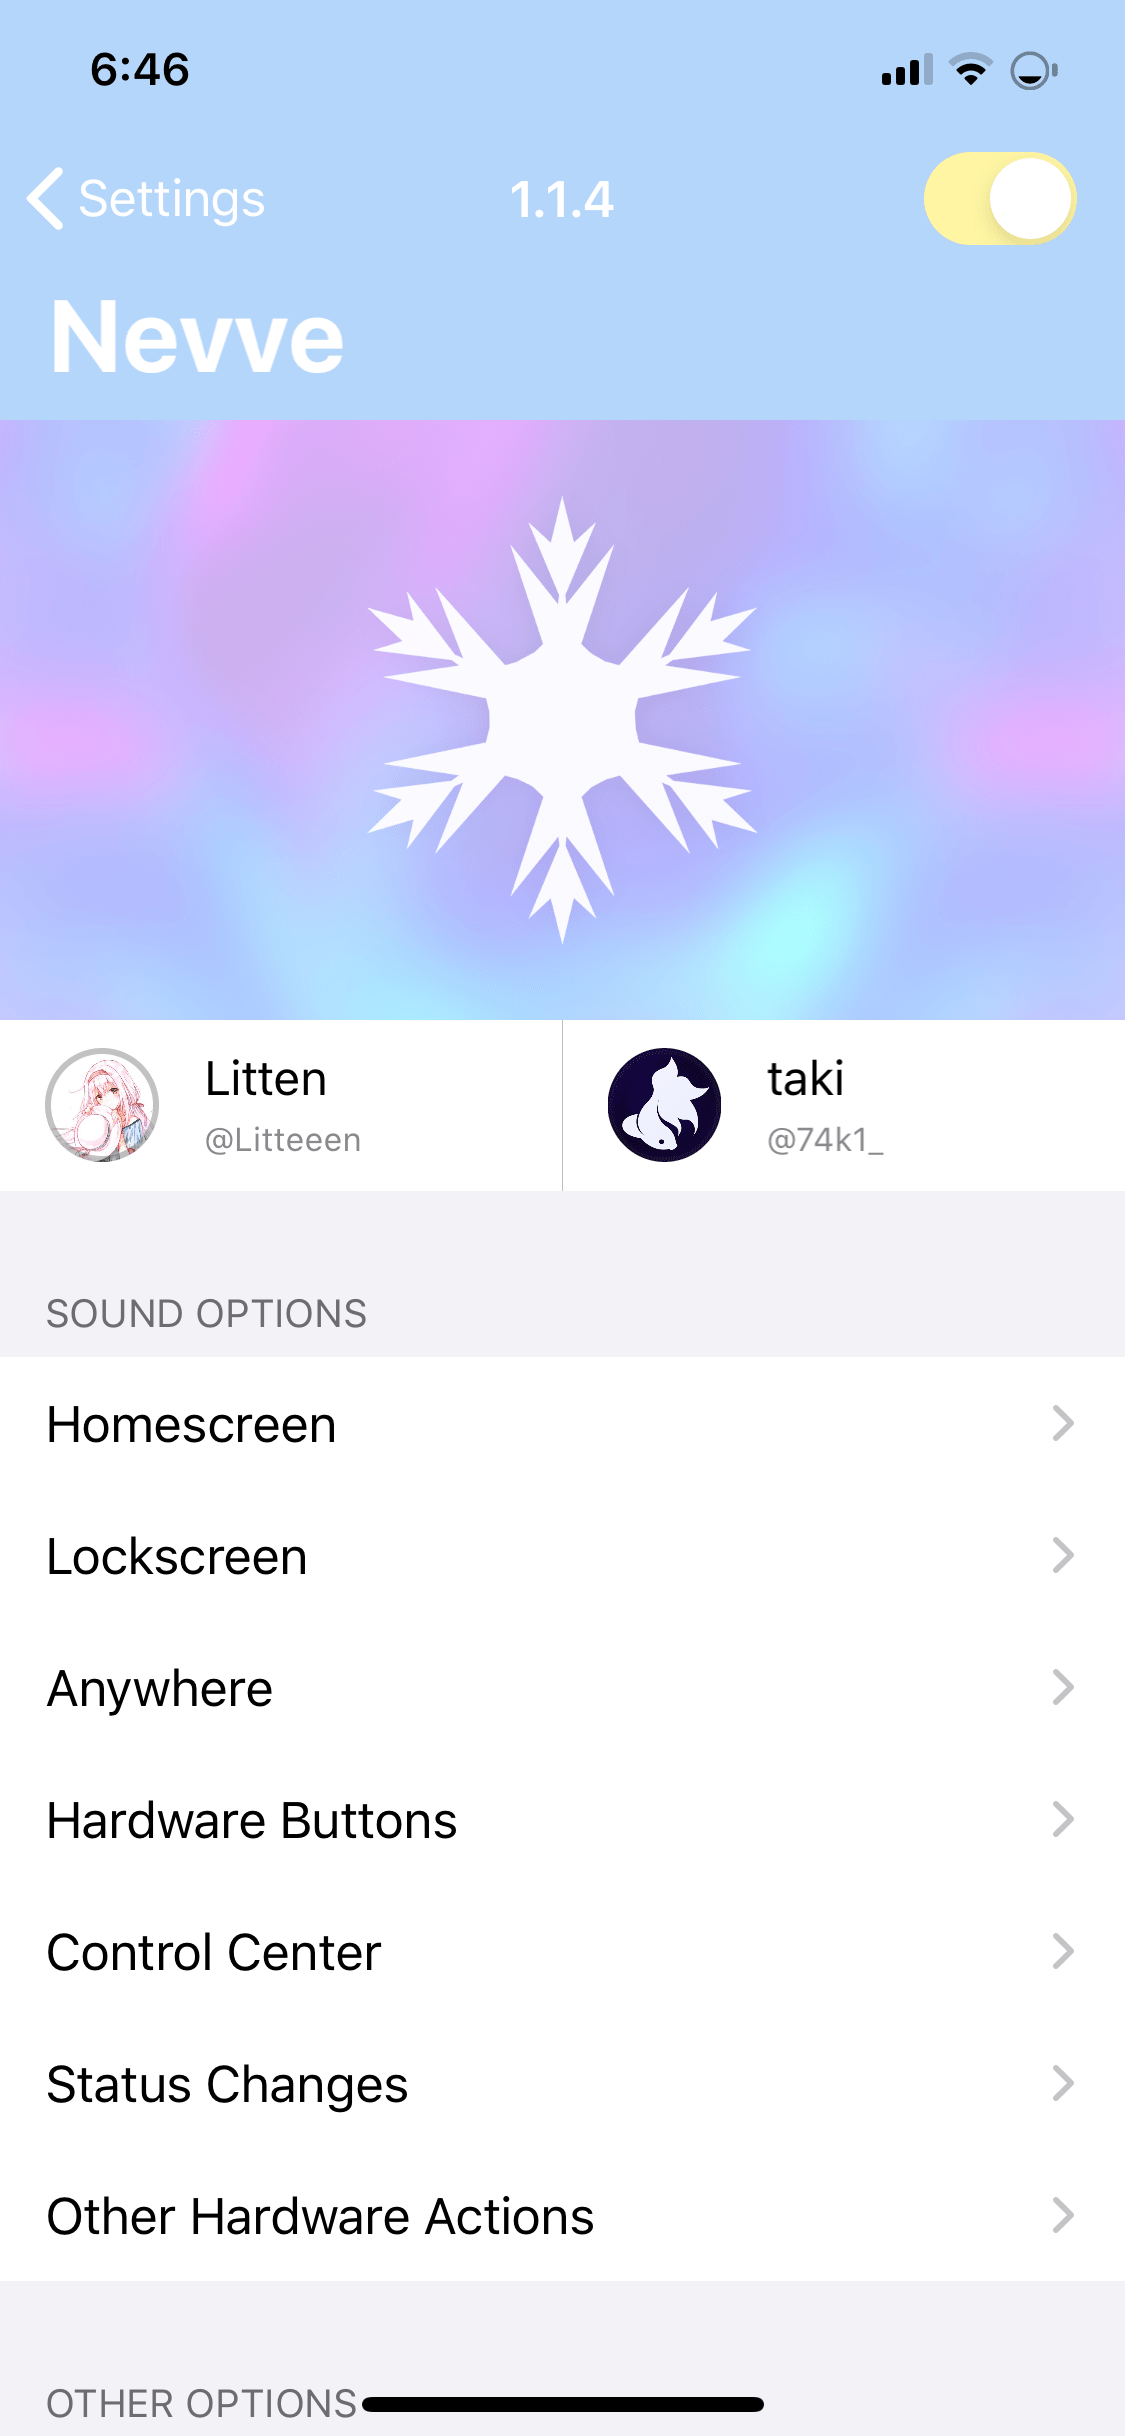 6:46
Settings
1.1.4
Nevve
Litten
@Litteeen
taki
@74k1_
SOUND OPTIONS
Homescreen
Lockscreen
Anywhere
Hardware Buttons
Control Center
Status Changes
Other Hardware Actions
OTHER OPTIONS